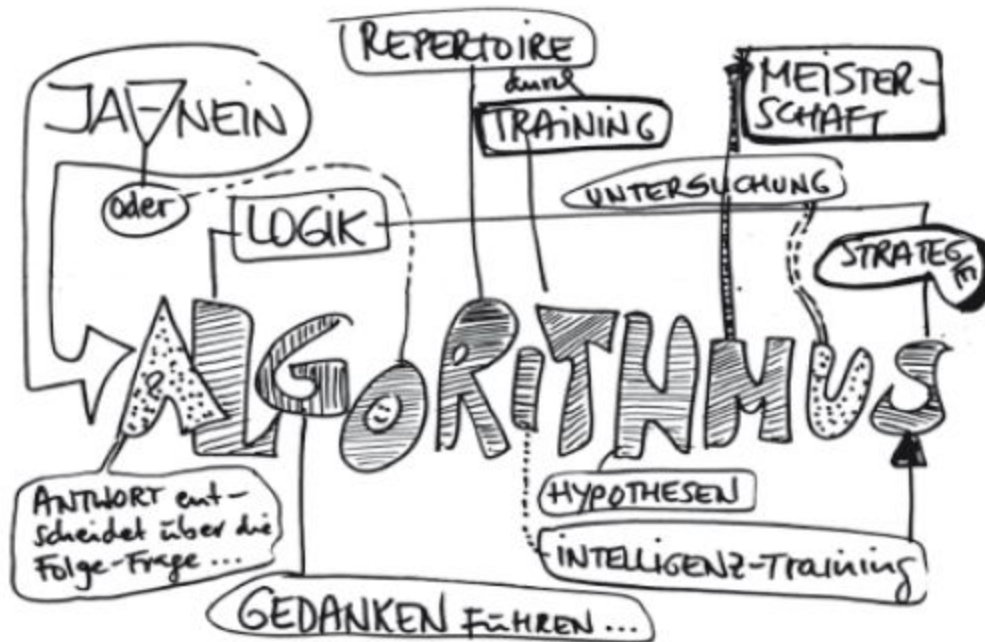 REPERTOIRE
durch
TRAINING
MEISTER-
SCHAFT
JA-NEIN
oder
LOGIK
UNTERSUCHUNG
STRATEGIE
ALGORITHMUS
ANTWORT ent-
scheidet über die
Folge-Frage ...
HYPOTHESEN
INTELLIGENZ-Training
GEDANKEN FÜHREN ...